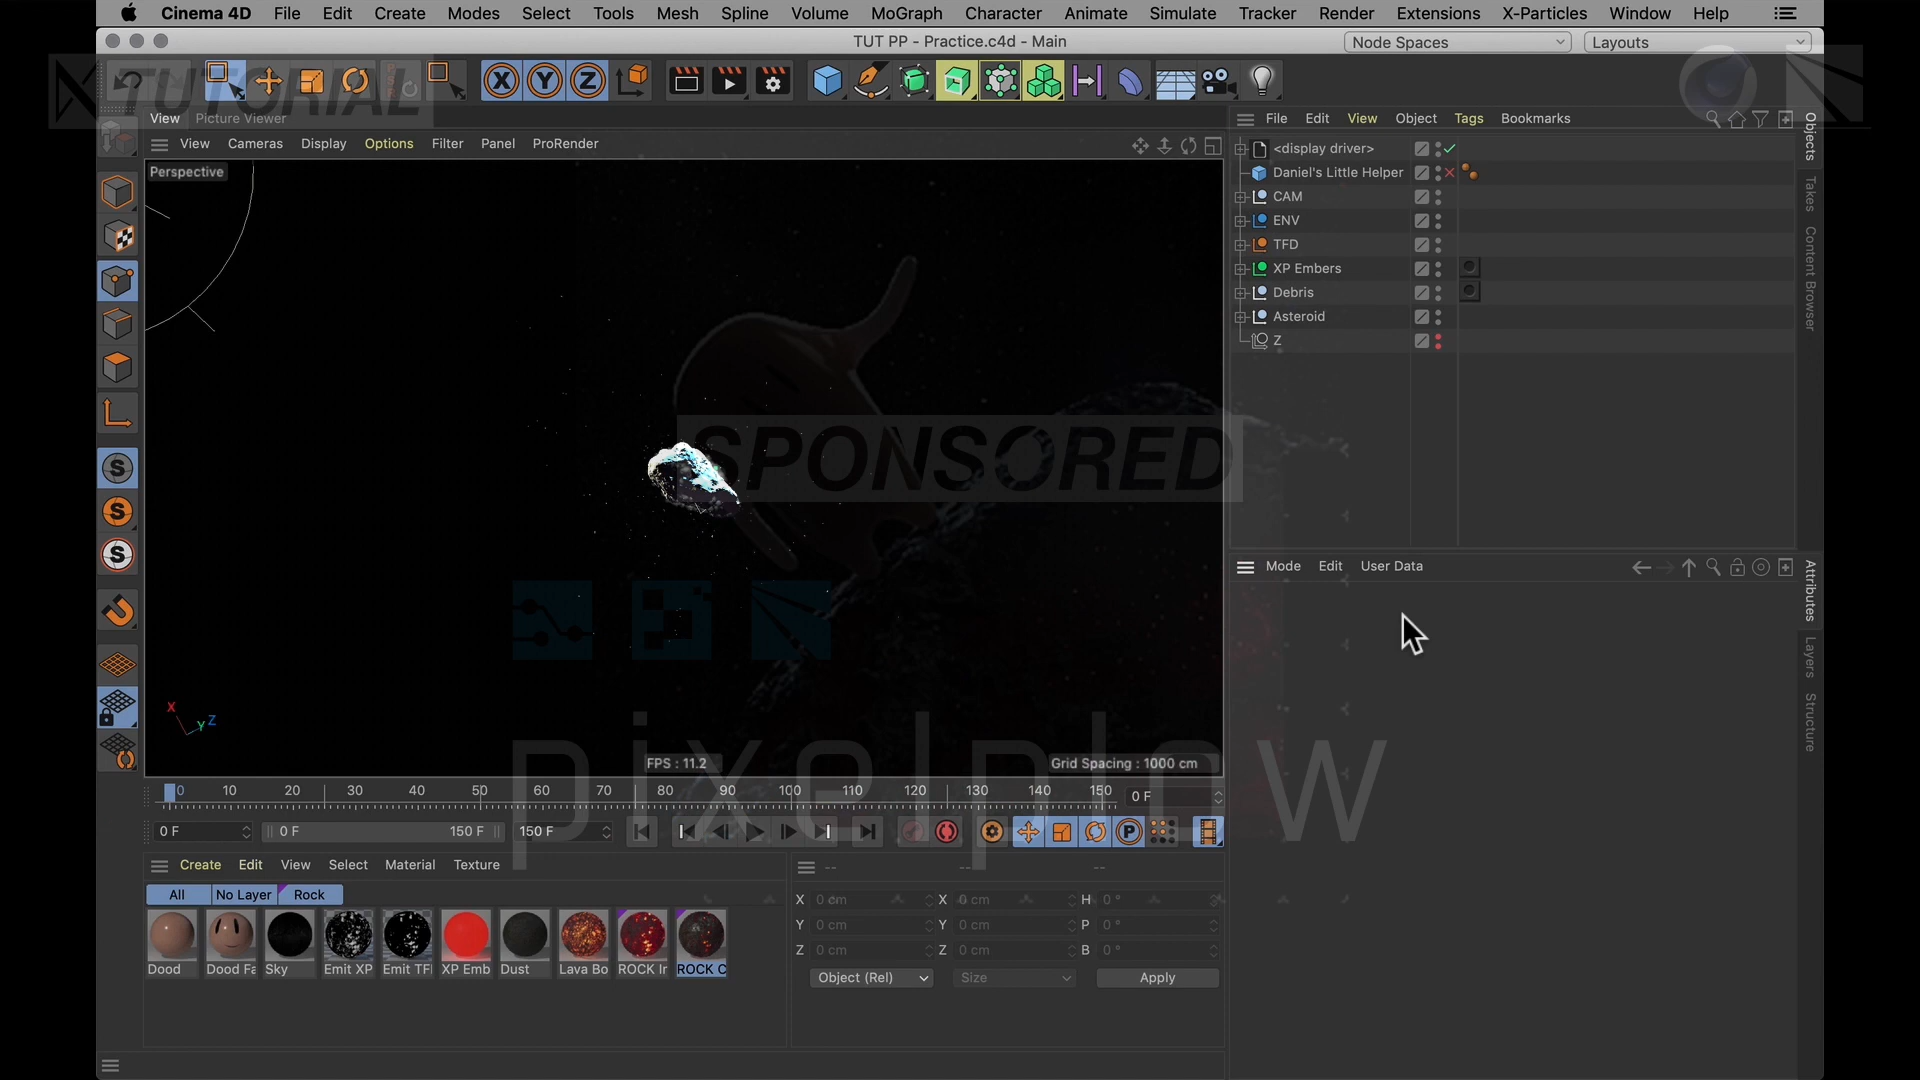 Cinema 4D File Edit Create Modes Select Tools Mesh Spline Volume MoGraph Character Animate Simulate Tracker Render Extensions X-Particles Window Help
TUT PP - Practice.c4d - Main
Node Spaces
Layouts
TUTORIAL
X Y Z
View Picture Viewer
View Cameras Display Options Filter Panel ProRender
Perspective
SPONSORED
X
Y Z
FPS : 11.2
Grid Spacing : 1000 cm
pixelplow
File Edit View Object Tags Bookmarks
<display driver>
Daniel's Little Helper
CAM
ENV
TFD
XP Embers
Debris
Asteroid
Z
Objects
Takes
Content Browser
Mode Edit User Data
Attributes
Layers
Structure
S
S
S
0 10 20 30 40 50 60 70 80 90 100 110 120 130 140 150
0 F
0 F
0 F
150 F
150 F
P
Create Edit View Select Material Texture
All No Layer Rock
Dood
Dood Fa
Sky
Emit XP
Emit TF
XP Emb
Dust
Lava Bo
ROCK Ir
ROCK C
-- -- --
X 0 cm X 0 cm H 0 °
Y 0 cm Y 0 cm P 0 °
Z 0 cm Z 0 cm B 0 °
Object (Rel)
Size
Apply